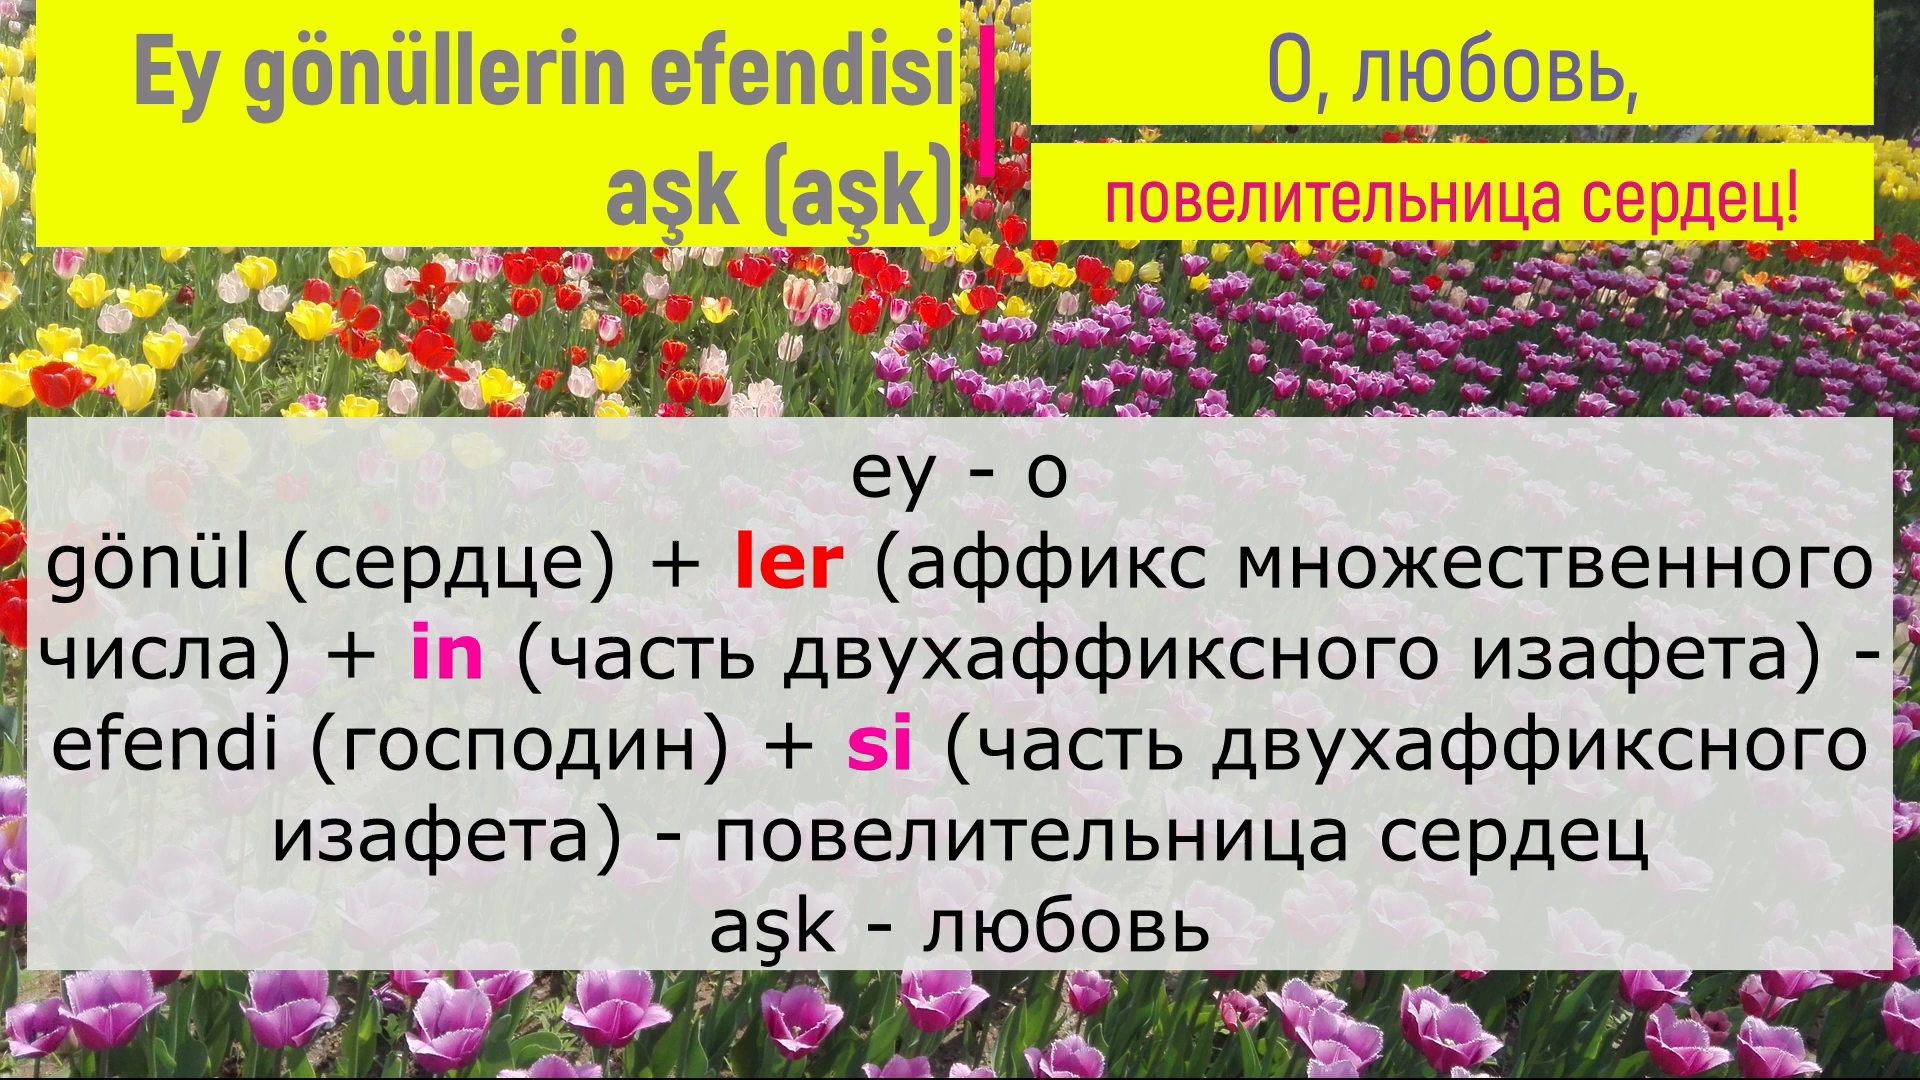 Ey gönüllerin efendisi
aşk (aşk)
О, любовь,
повелительница сердец!
ey - о
gönül (сердце) + ler (аффикс множественного
числа) + in (часть двухаффиксного изафета) -
efendi (господин) + si (часть двухаффиксного
изафета) - повелительница сердец
aşk - любовь